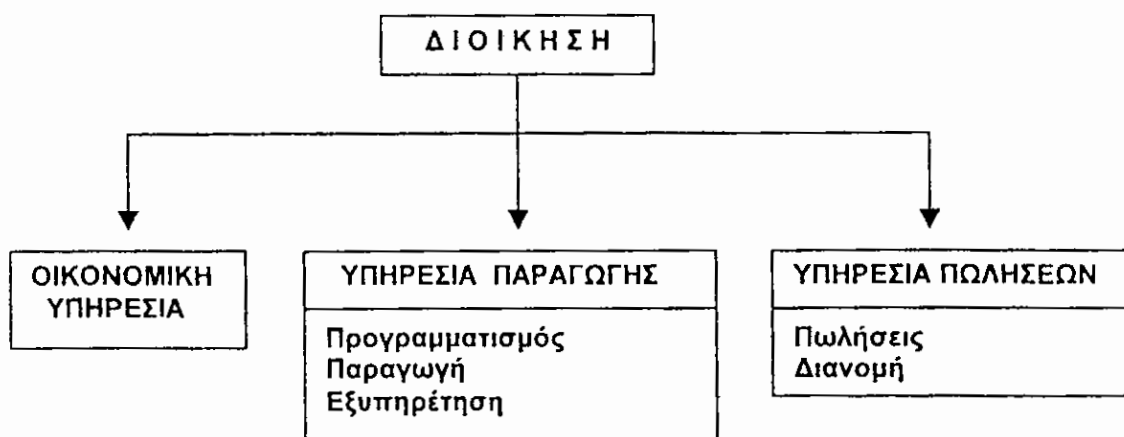 ΔΙΟΙΚΗΣΗ
ΟΙΚΟΝΟΜΙΚΗ
ΥΠΗΡΕΣΙΑ
ΥΠΗΡΕΣΙΑ ΠΑΡΑΓΩΓΗΣ
Προγραμματισμός
Παραγωγή
Εξυπηρέτηση
ΥΠΗΡΕΣΙΑ ΠΩΛΗΣΕΩΝ
Πωλήσεις
Διανομή